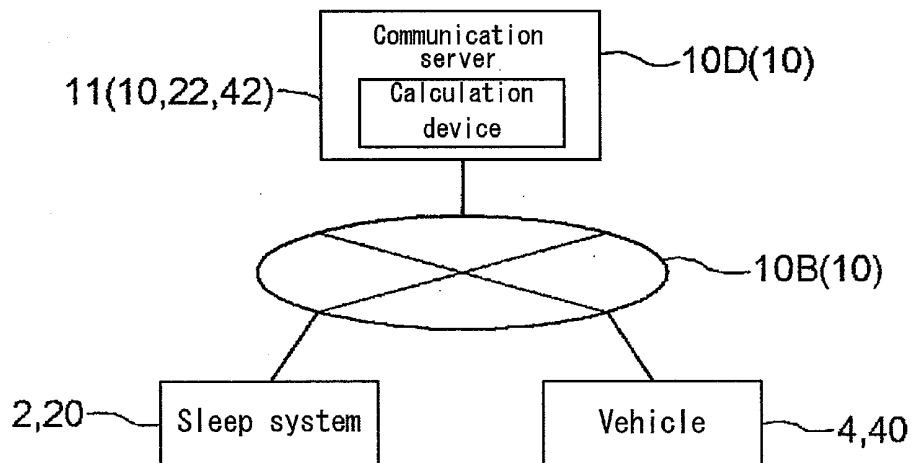 Communication
server
10D(10)
11(10,22,42)
Calculation
device
10B(10)
2,20
Sleep system
Vehicle
4,40